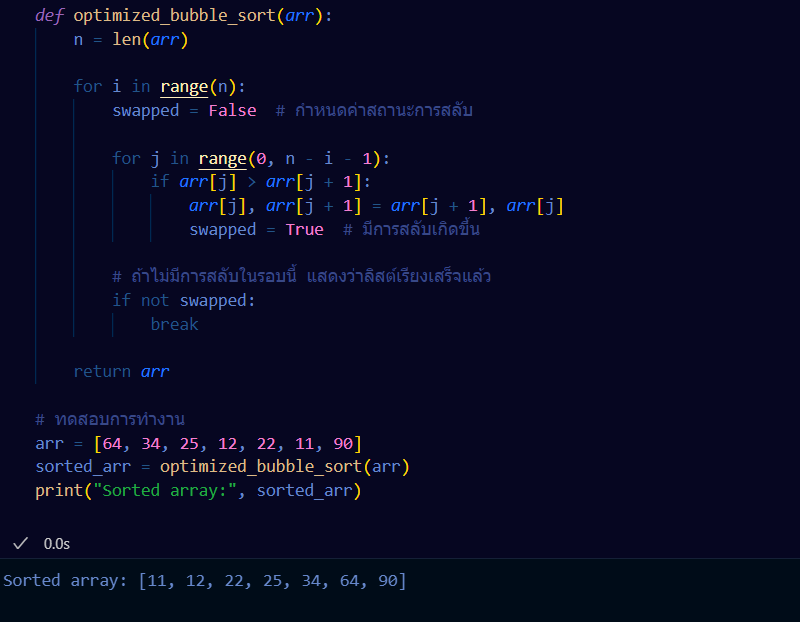 def optimized_bubble_sort(arr):
    n = len(arr)

    for i in range(n):
        swapped = False  # กำหนดค่าสถานะการสลับ

        for j in range(0, n - i - 1):
            if arr[j] > arr[j + 1]:
                arr[j], arr[j + 1] = arr[j + 1], arr[j]
                swapped = True  # มีการสลับเกิดขึ้น

        # ถ้าไม่มีการสลับในรอบนี้ แสดงว่าลิสต์เรียงเสร็จแล้ว
        if not swapped:
            break

    return arr

# ทดสอบการทำงาน
arr = [64, 34, 25, 12, 22, 11, 90]
sorted_arr = optimized_bubble_sort(arr)
print("Sorted array:", sorted_arr)
0.0s
Sorted array: [11, 12, 22, 25, 34, 64, 90]